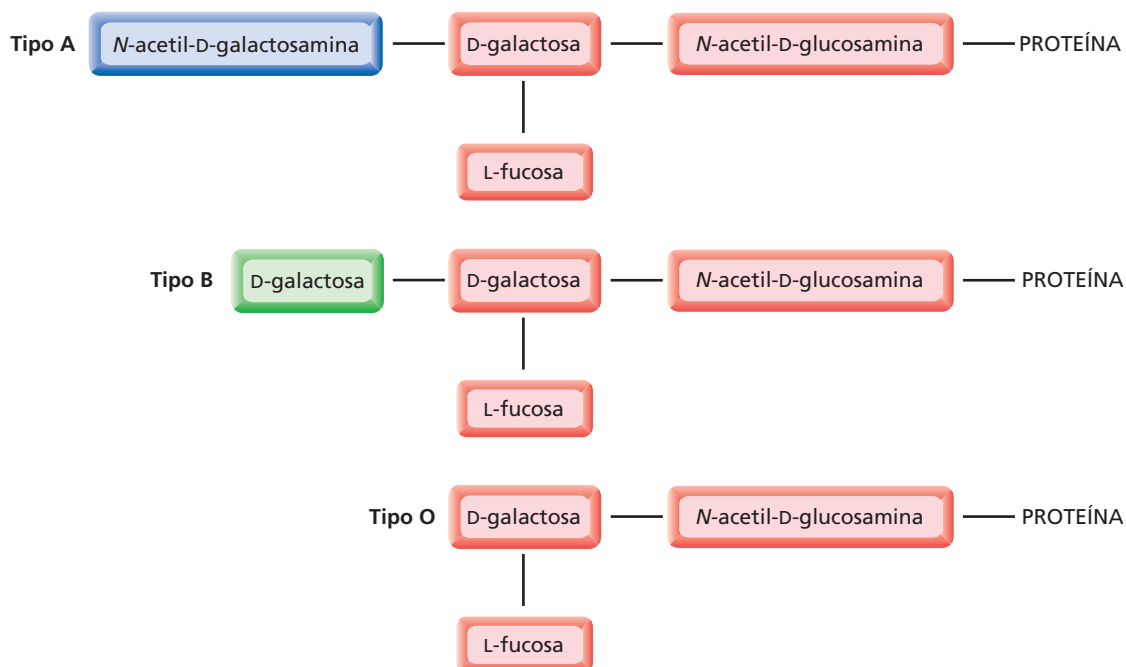 Tipo A N-acetil-D-galactosamina D-galactosa N-acetil-D-glucosamina PROTEÍNA
L-fucosa
Tipo B D-galactosa D-galactosa N-acetil-D-glucosamina PROTEÍNA
L-fucosa
Tipo O D-galactosa N-acetil-D-glucosamina PROTEÍNA
L-fucosa